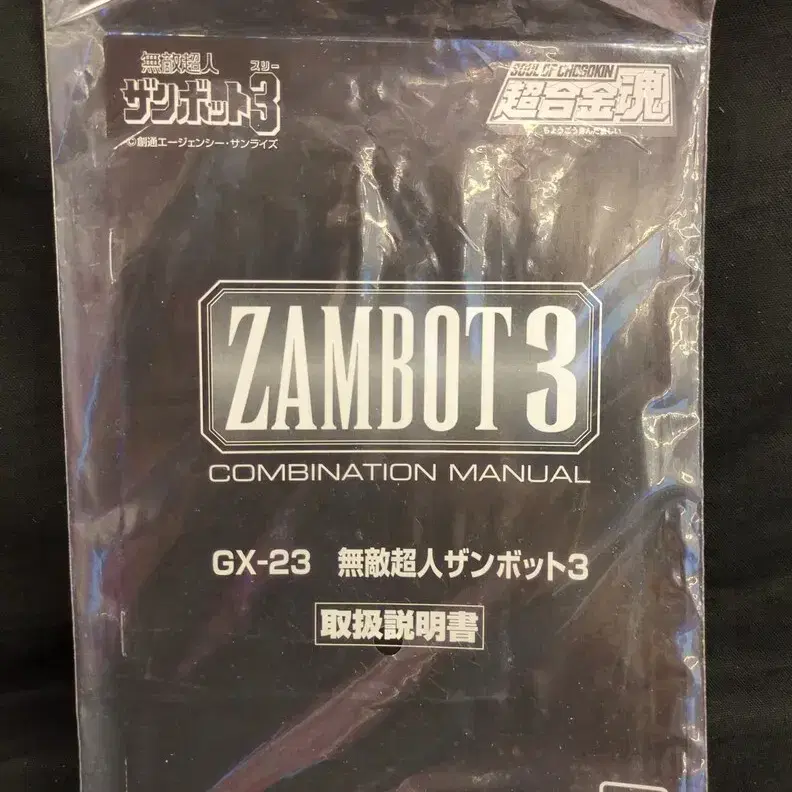 無敵超人
スリー
ザンボット3
©創通エージェンシー・サンライズ
SOUL OF CHOGOKIN
超合金魂
ZAMBOT 3
COMBINATION MANUAL
GX-23 無敵超人ザンボット3
取扱説明書